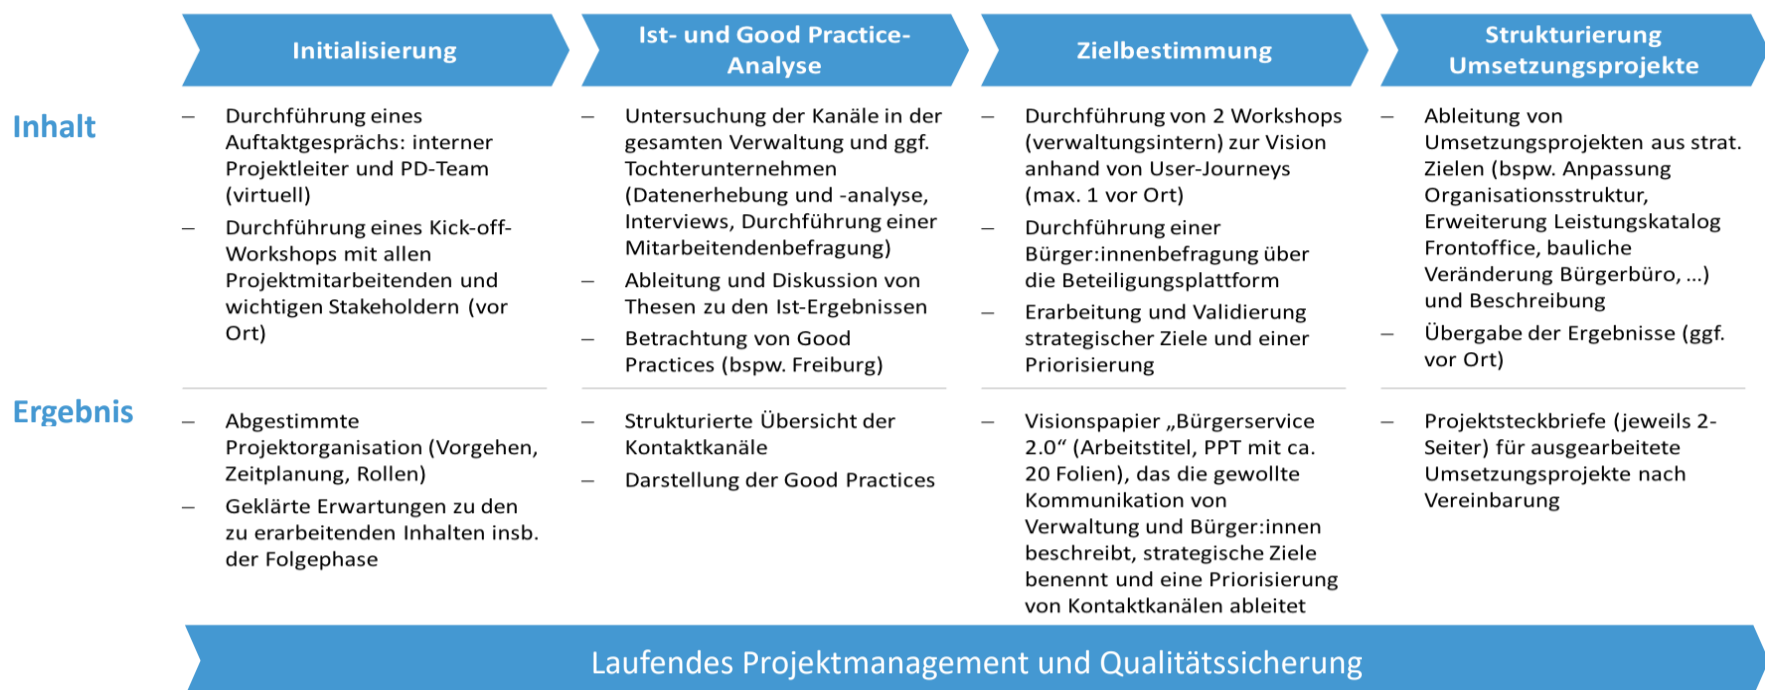 Initialisierung
Ist- und Good Practice-
Analyse
Zielbestimmung
Strukturierung
Umsetzungsprojekte
Inhalt
– Durchführung eines
Auftaktgesprächs: interner
Projektleiter und PD-Team
(virtuell)
– Durchführung eines Kick-off-
Workshops mit allen
Projektmitarbeitenden und
wichtigen Stakeholdern (vor
Ort)
– Untersuchung der Kanäle in der
gesamten Verwaltung und ggf.
Tochterunternehmen
(Datenerhebung und -analyse,
Interviews, Durchführung einer
Mitarbeitendenbefragung)
– Ableitung und Diskussion von
Thesen zu den Ist-Ergebnissen
– Betrachtung von Good
Practices (bspw. Freiburg)
– Durchführung von 2 Workshops
(verwaltungsintern) zur Vision
anhand von User-Journeys
(max. 1 vor Ort)
– Durchführung einer
Bürger:innenbefragung über
die Beteiligungsplattform
– Erarbeitung und Validierung
strategischer Ziele und einer
Priorisierung
– Ableitung von
Umsetzungsprojekten aus strat.
Zielen (bspw. Anpassung
Organisationsstruktur,
Erweiterung Leistungskatalog
Frontoffice, bauliche
Veränderung Bürgerbüro, ...)
und Beschreibung
– Übergabe der Ergebnisse (ggf.
vor Ort)
Ergebnis
– Abgestimmte
Projektorganisation (Vorgehen,
Zeitplanung, Rollen)
– Geklärte Erwartungen zu den
zu erarbeitenden Inhalten insb.
der Folgephase
– Strukturierte Übersicht der
Kontaktkanäle
– Darstellung der Good Practices
– Visionspapier „Bürgerservice
2.0“ (Arbeitstitel, PPT mit ca.
20 Folien), das die gewollte
Kommunikation von
Verwaltung und Bürger:innen
beschreibt, strategische Ziele
benennt und eine Priorisierung
von Kontaktkanälen ableitet
– Projektsteckbriefe (jeweils 2-
Seiter) für ausgearbeitete
Umsetzungsprojekte nach
Vereinbarung
Laufendes Projektmanagement und Qualitätssicherung